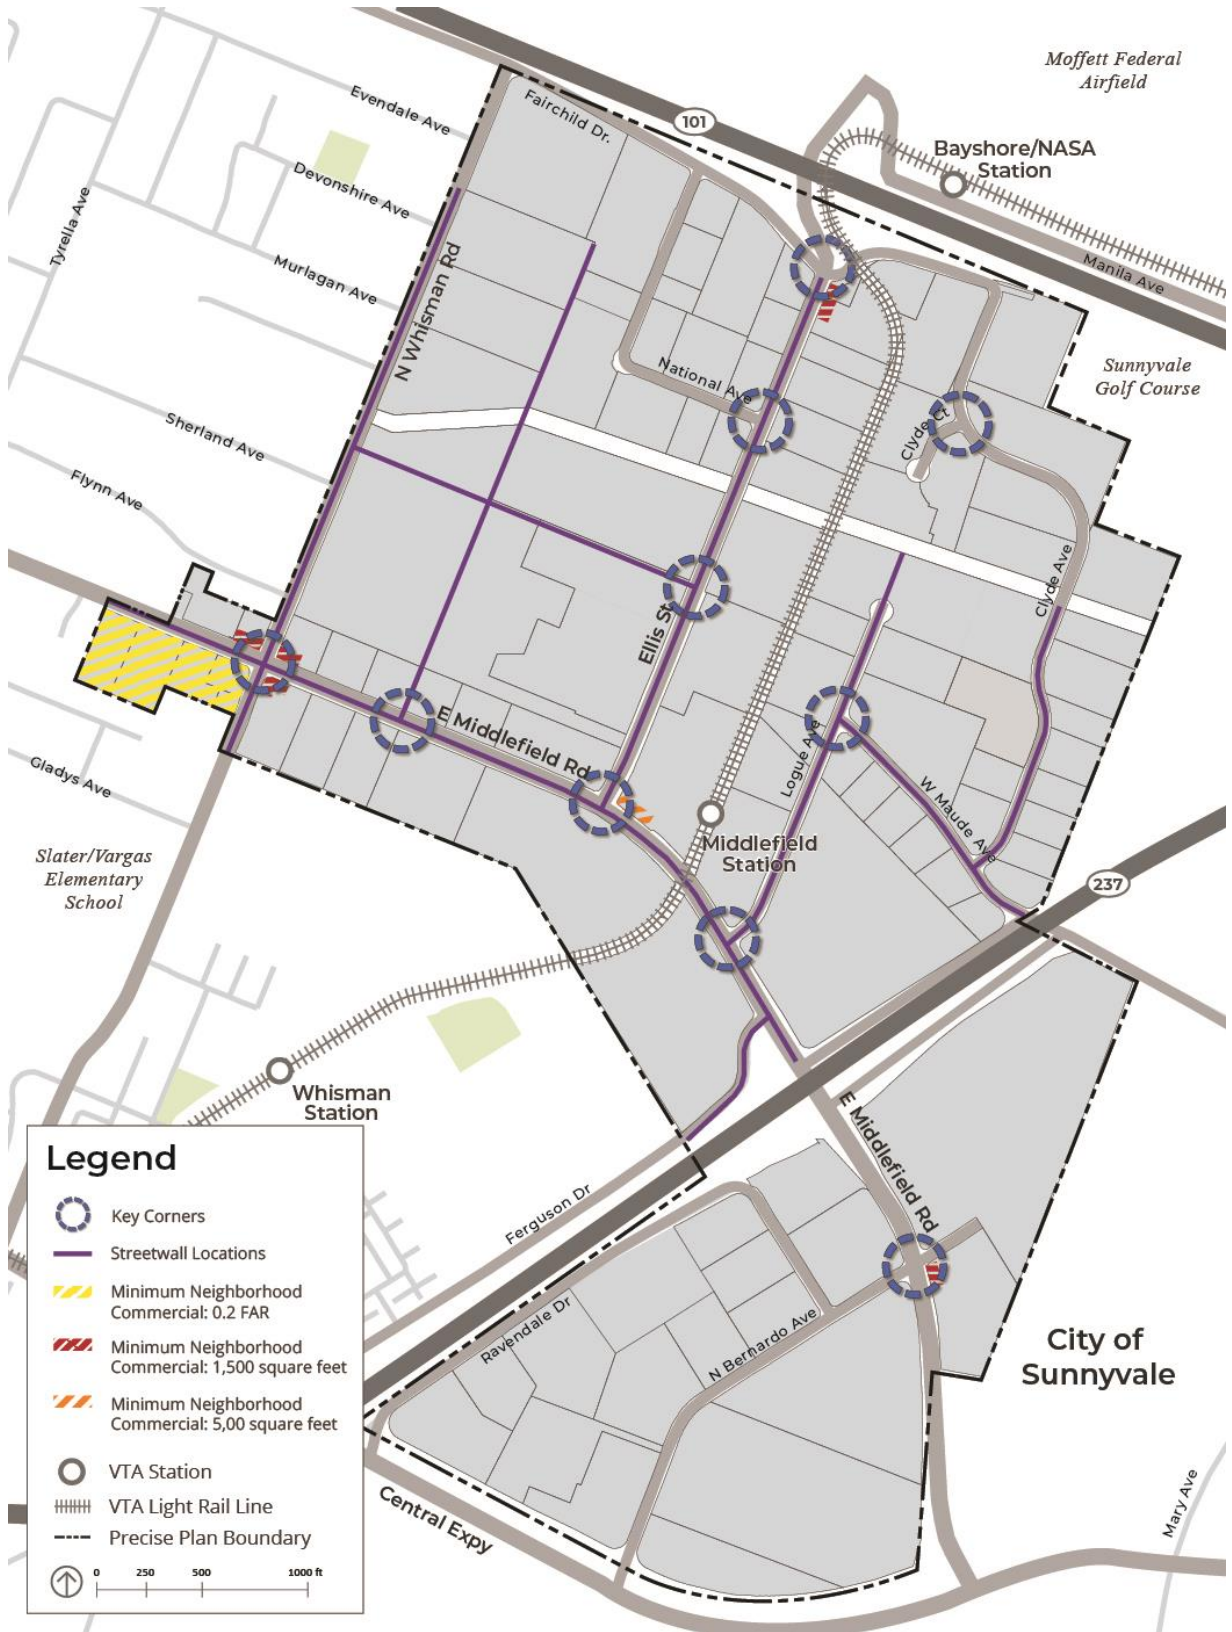 Moffett Federal
Airfield
Evendale Ave
Fairchild Dr.
101
Bayshore/NASA
Station
Devonshire Ave
Tyrella Ave
Murlagan Ave
N Whisman Rd
Manila Ave
Sunnyvale
Golf Course
National Ave
Sherland Ave
Clyde Ct
Flynn Ave
Clyde Ave
Ellis St
E Middlefield Rd
Logue Ave
Gladys Ave
W Maude Ave
Middlefield
Station
Slater/Vargas
Elementary
School
237
Whisman
Station
E Middlefield Rd
Ferguson Dr
Ravendale Dr
N Bernardo Ave
City of
Sunnyvale
Central Expy
Mary Ave
Legend
Key Corners
Streetwall Locations
Minimum Neighborhood
Commercial: 0.2 FAR
Minimum Neighborhood
Commercial: 1,500 square feet
Minimum Neighborhood
Commercial: 5,00 square feet
VTA Station
VTA Light Rail Line
Precise Plan Boundary
0 250 500 1000 ft